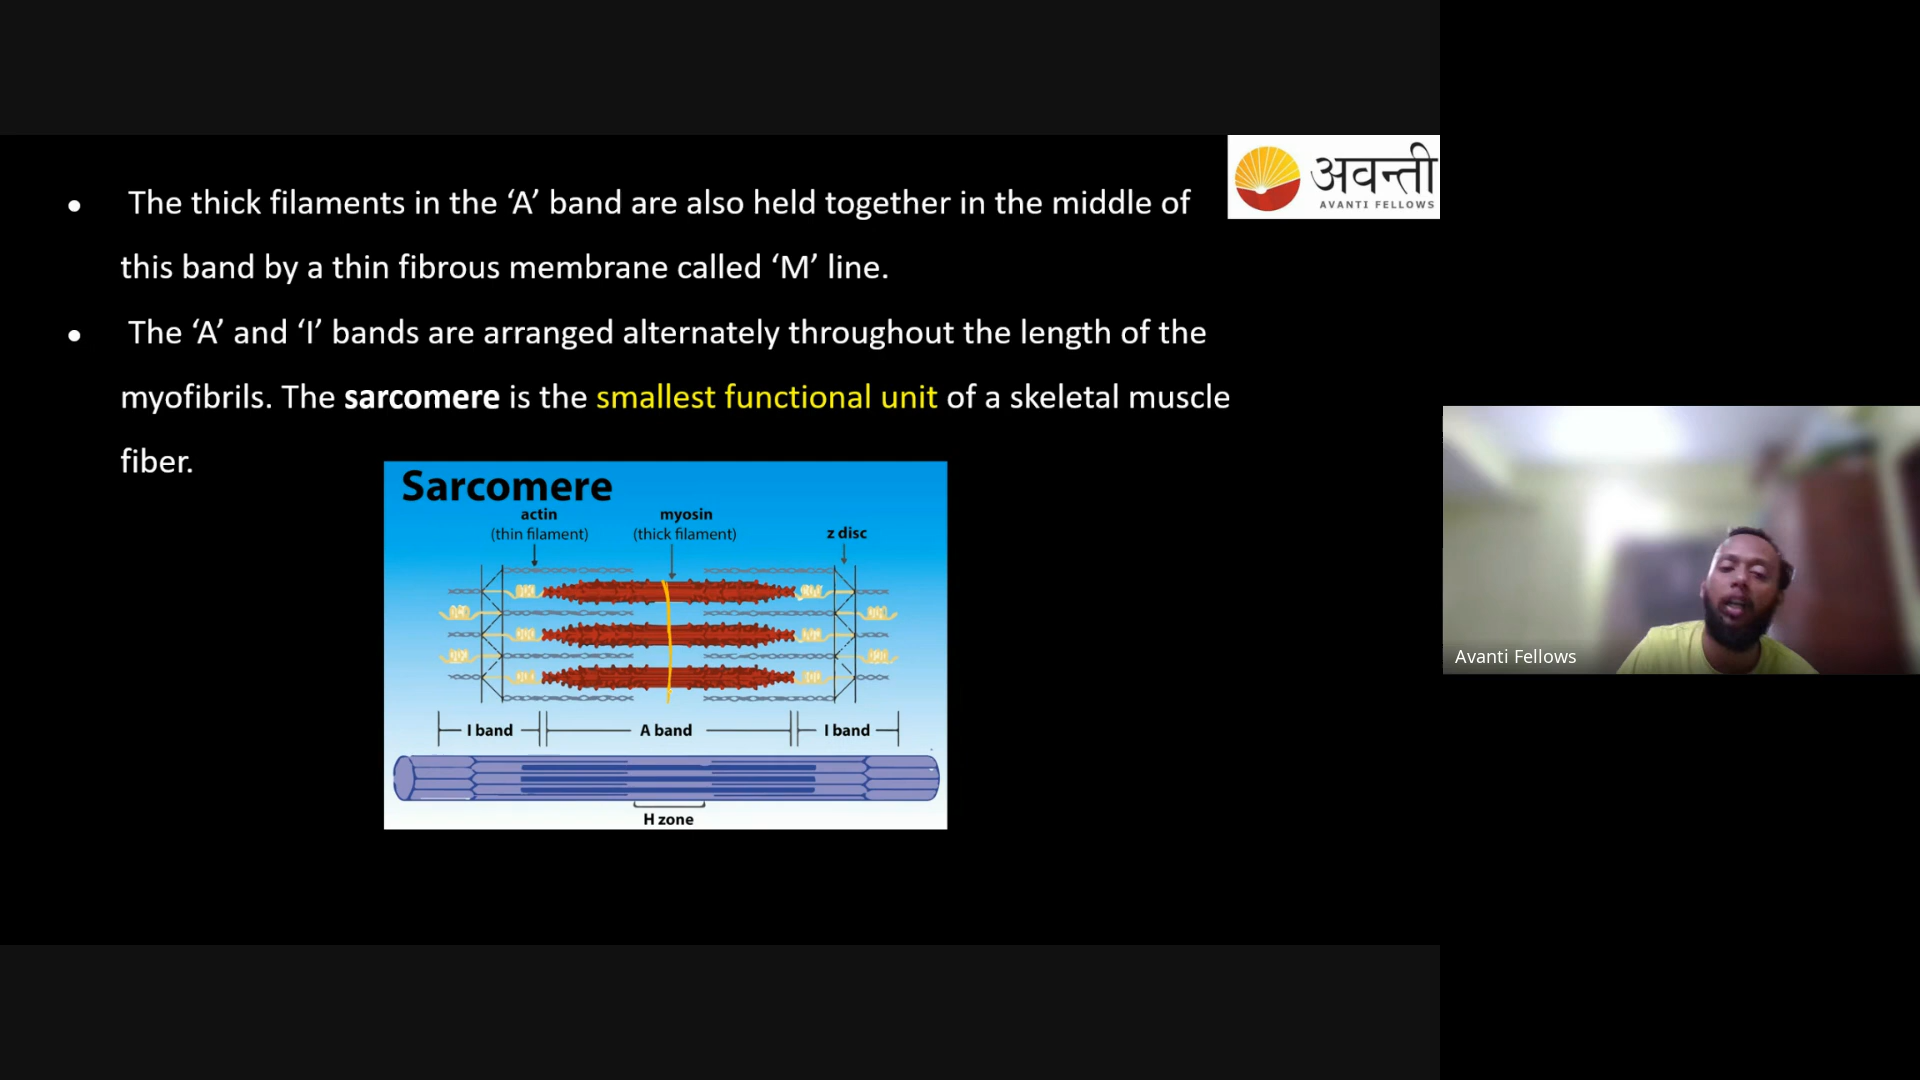 अवन्ती
AVANTI FELLOWS
• The thick filaments in the ‘A’ band are also held together in the middle of
this band by a thin fibrous membrane called ‘M’ line.
• The ‘A’ and ‘I’ bands are arranged alternately throughout the length of the
myofibrils. The sarcomere is the smallest functional unit of a skeletal muscle
fiber.
Sarcomere
actin
(thin filament)
myosin
(thick filament)
z disc
I band
A band
I band
H zone
Avanti Fellows